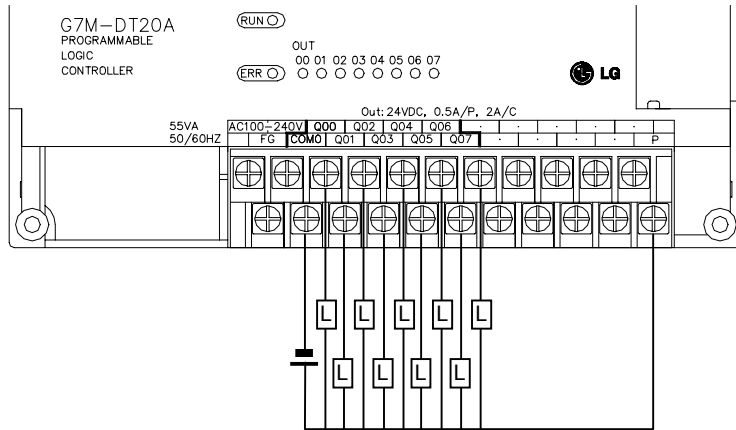 G7M-DT20A
PROGRAMMABLE
LOGIC
CONTROLLER
RUN
OUT
00 01 02 03 04 05 06 07
ERR
LG
Out: 24VDC, 0.5A/P, 2A/C
55VA AC100-240V Q00 Q02 Q04 Q06 . . . . .
50/60HZ FG COM0 Q01 Q03 Q05 Q07 . . . . P
L L L L L
L L L L